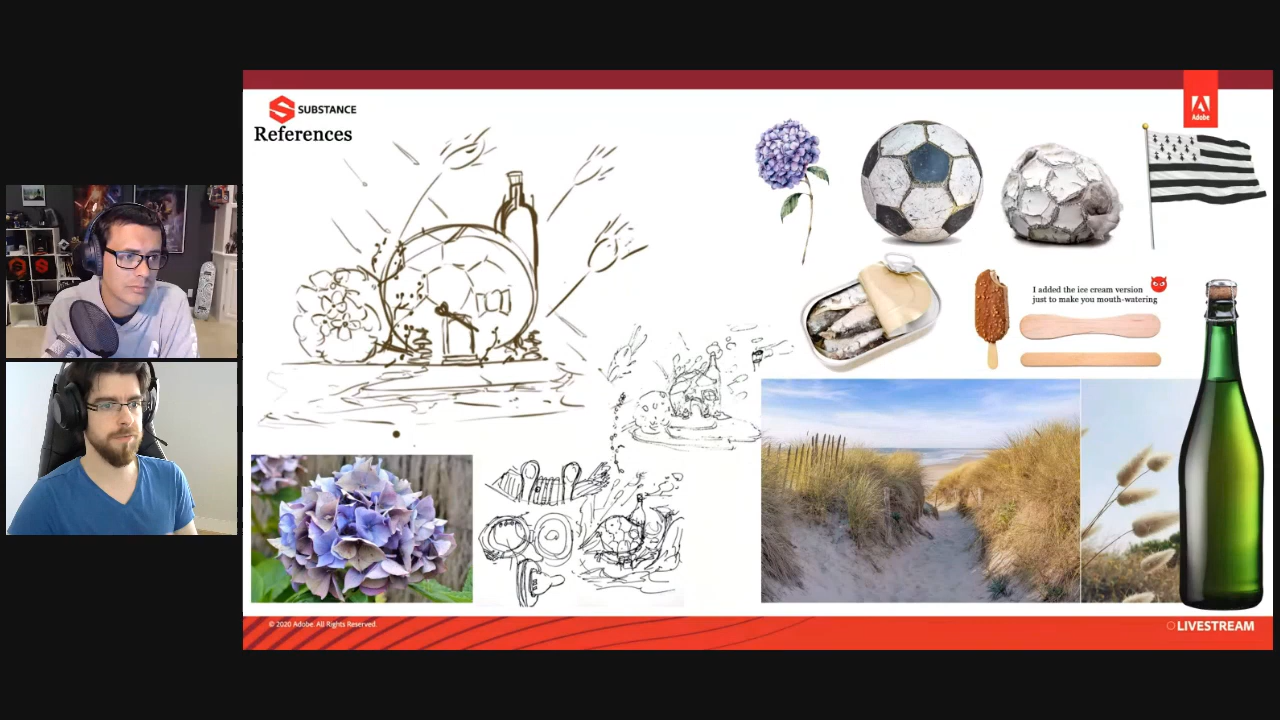 SUBSTANCE
References
Adobe
I added the ice cream version
just to make you mouth-watering
© 2020 Adobe. All Rights Reserved.
LIVESTREAM